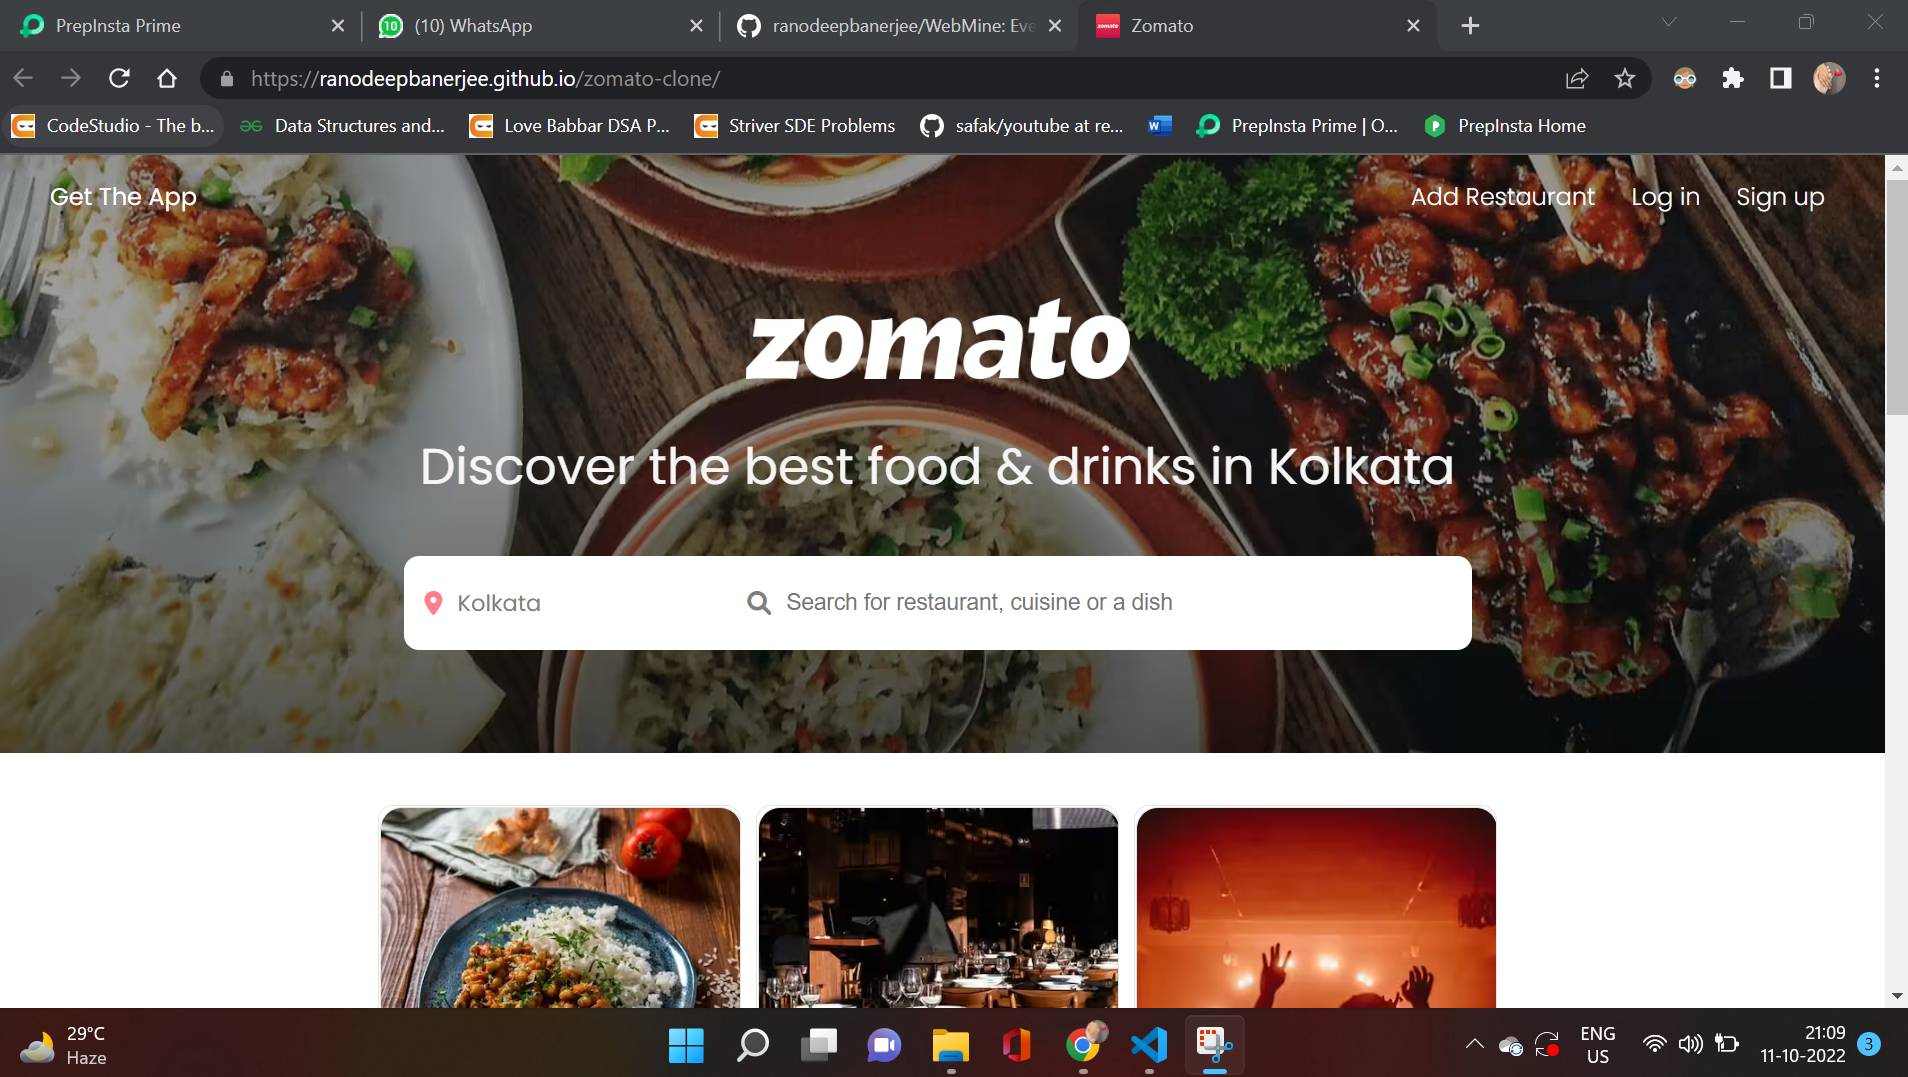 PrepInsta Prime
10
(10) WhatsApp
ranodeepbanerjee/WebMine: Eve
zomato
Zomato
https://ranodeepbanerjee.github.io/zomato-clone/
CodeStudio - The b...
Data Structures and...
Love Babbar DSA P...
Striver SDE Problems
safak/youtube at re...
PrepInsta Prime | O...
PrepInsta Home
Get The App
Add Restaurant
Log in
Sign up
zomato
Discover the best food & drinks in Kolkata
Kolkata
Search for restaurant, cuisine or a dish
29°C
Haze
ENG
US
21:09
11-10-2022
3